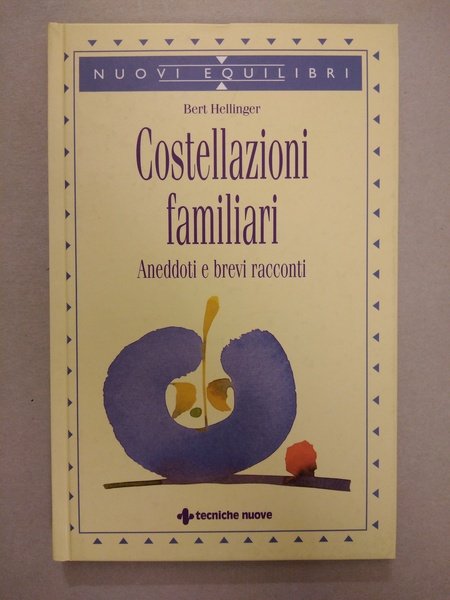 NUOVI EQUILIBRI
Bert Hellinger
Costellazioni
familiari
Aneddoti e brevi racconti
tecniche nuove